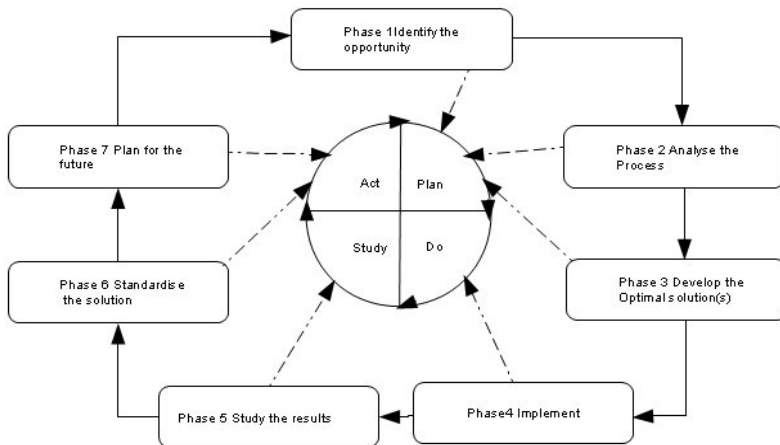 Phase 1Identify the
opportunity
Phase 2 Analyse the
Process
Phase 3 Develop the
Optimal solution(s)
Phase4 Implement
Phase 5 Study the results
Phase 6 Standardise
the solution
Phase 7 Plan for the
future
Act
Plan
Study
Do